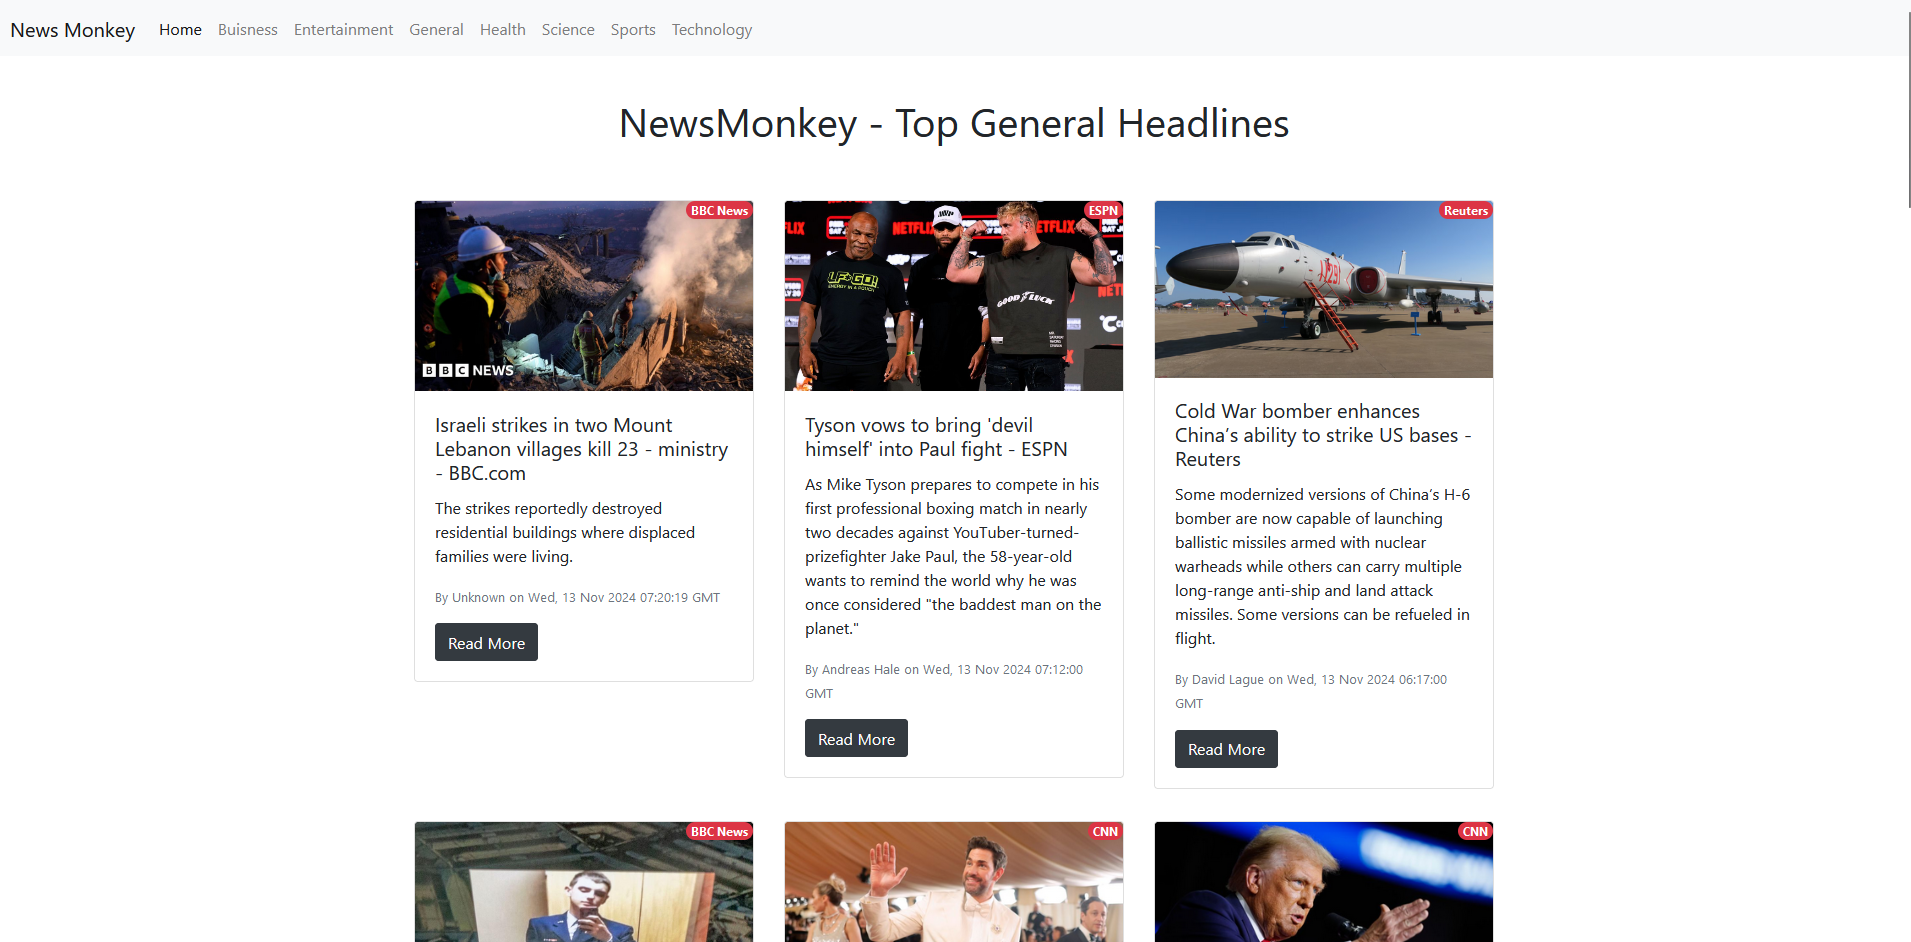 News Monkey Home Buisness Entertainment General Health Science Sports Technology
NewsMonkey - Top General Headlines
BBC News
BBC NEWS
Israeli strikes in two Mount
Lebanon villages kill 23 - ministry
- BBC.com
The strikes reportedly destroyed
residential buildings where displaced
families were living.
By Unknown on Wed, 13 Nov 2024 07:20:19 GMT
Read More
ESPN
NETFLIX
LF*GO!
GOOD LUCK
Tyson vows to bring 'devil
himself' into Paul fight - ESPN
As Mike Tyson prepares to compete in his
first professional boxing match in nearly
two decades against YouTuber-turned-
prizefighter Jake Paul, the 58-year-old
wants to remind the world why he was
once considered "the baddest man on the
planet."
By Andreas Hale on Wed, 13 Nov 2024 07:12:00
GMT
Read More
Reuters
Cold War bomber enhances
China’s ability to strike US bases -
Reuters
Some modernized versions of China’s H-6
bomber are now capable of launching
ballistic missiles armed with nuclear
warheads while others can carry multiple
long-range anti-ship and land attack
missiles. Some versions can be refueled in
flight.
By David Lague on Wed, 13 Nov 2024 06:17:00
GMT
Read More
BBC News
CNN
CNN